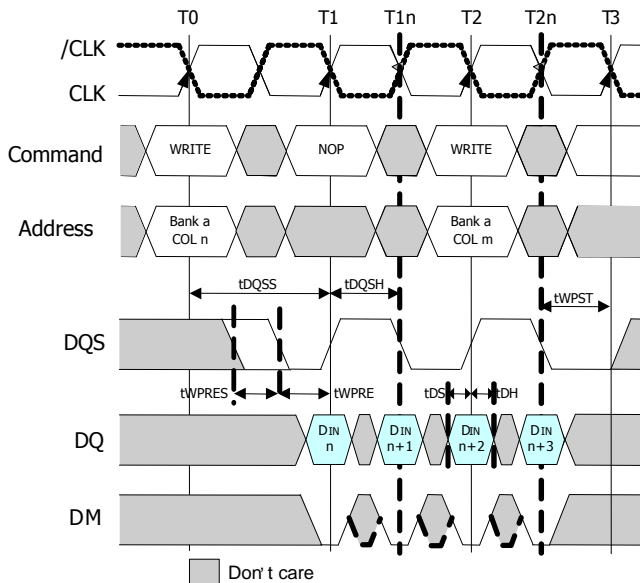 T0 T1 T1n T2 T2n T3
/CLK
CLK
Command WRITE NOP WRITE
Address Bank a COL n Bank a COL m
tDQSS tDQSH tWPST
DQS
tWPRES tWPRE tDS tDH
DQ DIN n DIN n+1 DIN n+2 DIN n+3
DM
Don't care